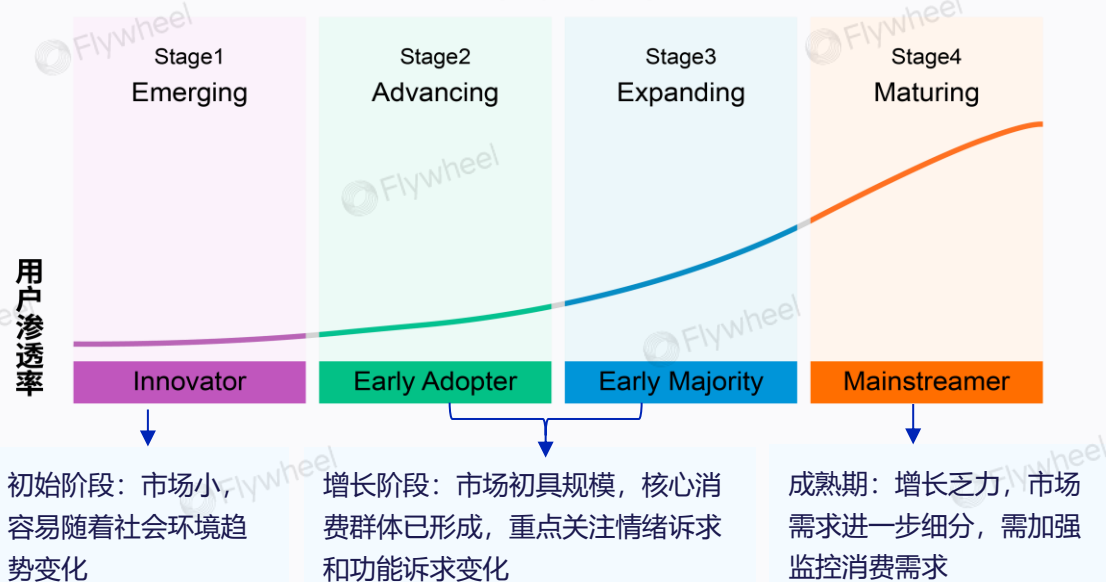 Flywheel
Flywheel
Stage1
Emerging
Stage2
Advancing
Stage3
Expanding
Stage4
Maturing
Flywheel
用户渗透率
Flywheel
Innovator
Early Adopter
Early Majority
Mainstreamer
初始阶段：市场小，
容易随着社会环境趋
势变化
增长阶段：市场初具规模，核心消
费群体已形成，重点关注情绪诉求
和功能诉求变化
成熟期：增长乏力，市场
需求进一步细分，需加强
监控消费需求
Flywheel
Flywheel